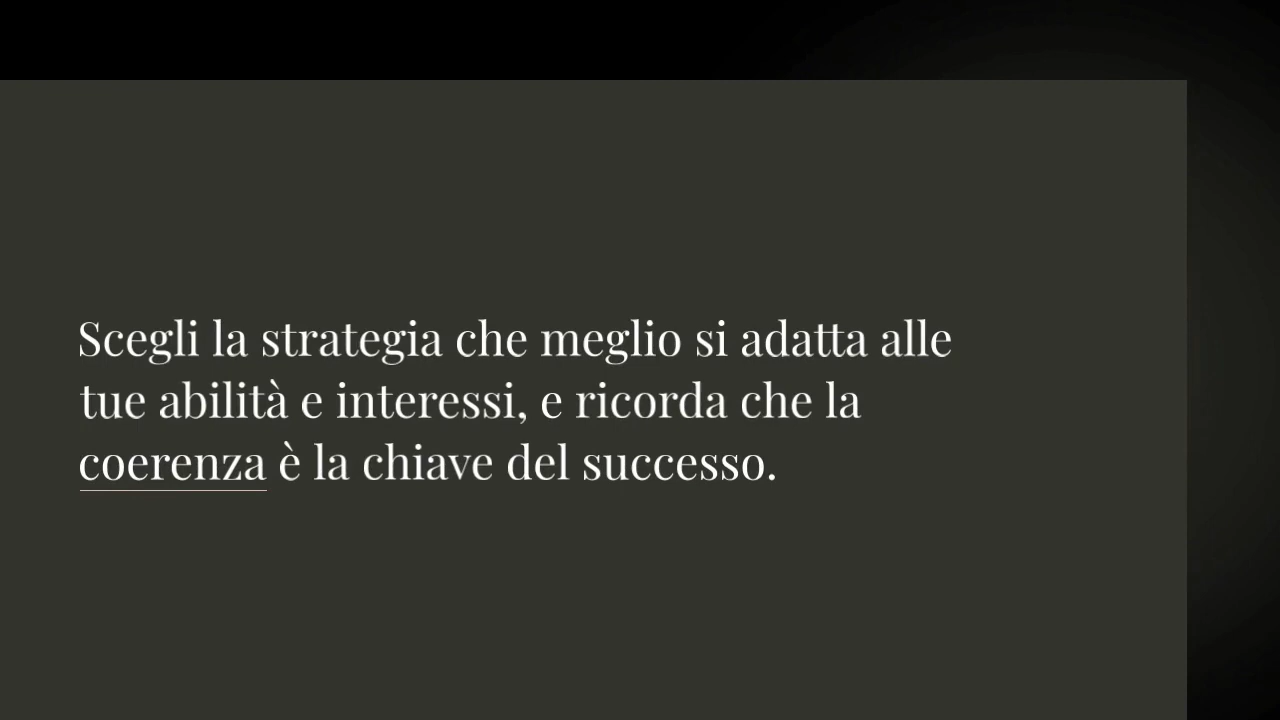 Scegli la strategia che meglio si adatta alle
tue abilità e interessi, e ricorda che la
coerenza è la chiave del successo.